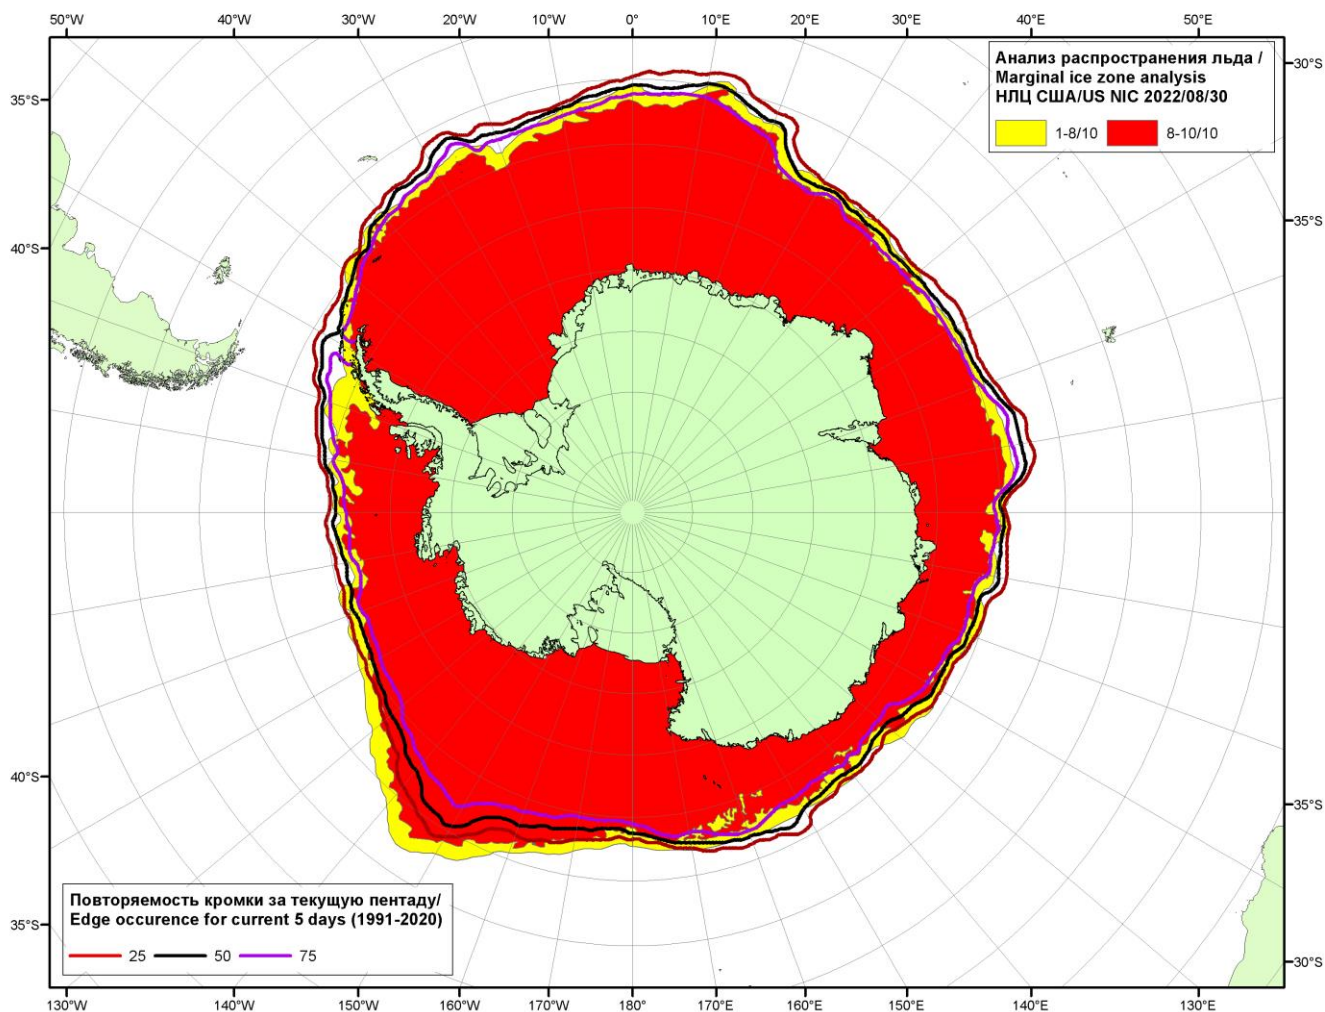 50°W 40°W 30°W 20°W 10°W 0° 10°E 20°E 30°E 40°E 50°E
Анализ распространения льда /
Marginal ice zone analysis
НЛЦ США/US NIC 2022/08/30
1-8/10 8-10/10
30°S
35°S
35°S
40°S
40°S
35°S
35°S
30°S
Повторяемость кромки за текущую пентаду/
Edge occurence for current 5 days (1991-2020)
25 50 75
130°W 140°W 150°W 160°W 170°W 180° 170°E 160°E 150°E 140°E 130°E